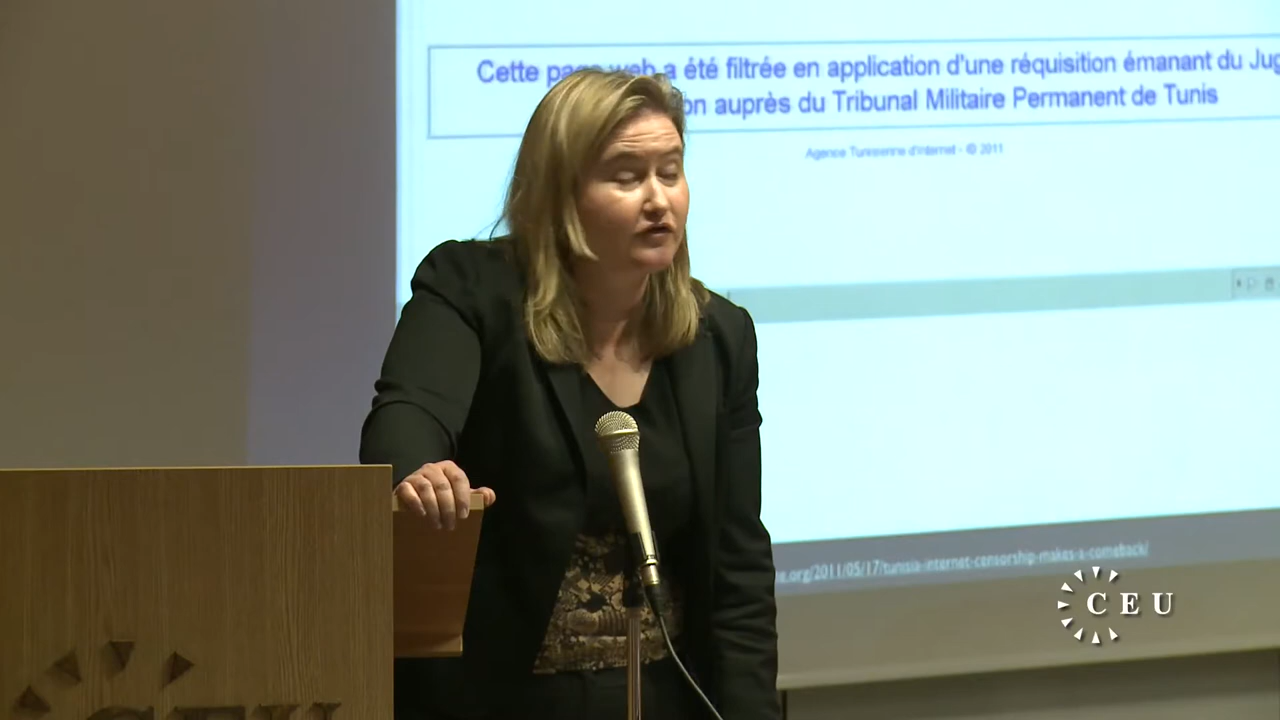 Cette page web a été filtrée en application d'une réquisition émanant du Jug
on auprès du Tribunal Militaire Permanent de Tunis
Agence Tunisienne d'Internet - © 2011
e.org/2011/05/17/tunisia-internet-censorship-makes-a-comeback/
CEU
CEU